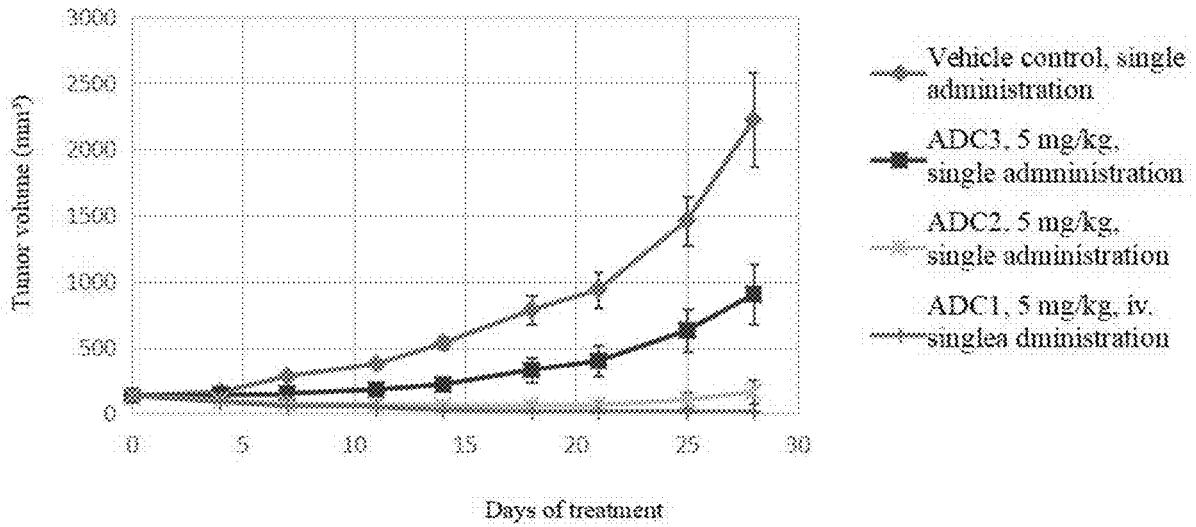 3000
2500
2000
1500
1000
500
0
Tumor volume (mm³)
0 5 10 15 20 25 30
Days of treatment
Vehicle control, single
administration
ADC3, 5 mg/kg,
single admninistration
ADC2, 5 mg/kg,
single administration
ADC1, 5 mg/kg, iv.
singlea dministration